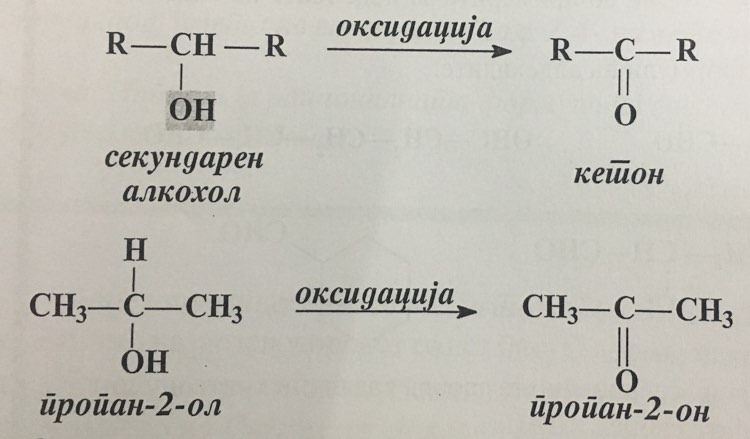 R—CH—R оксидација R—C—R
OH O
секундарен
алкохол
кетон
H
CH₃—C—CH₃ оксидација CH₃—C—CH₃
OH O
пропан-2-ол пропан-2-он